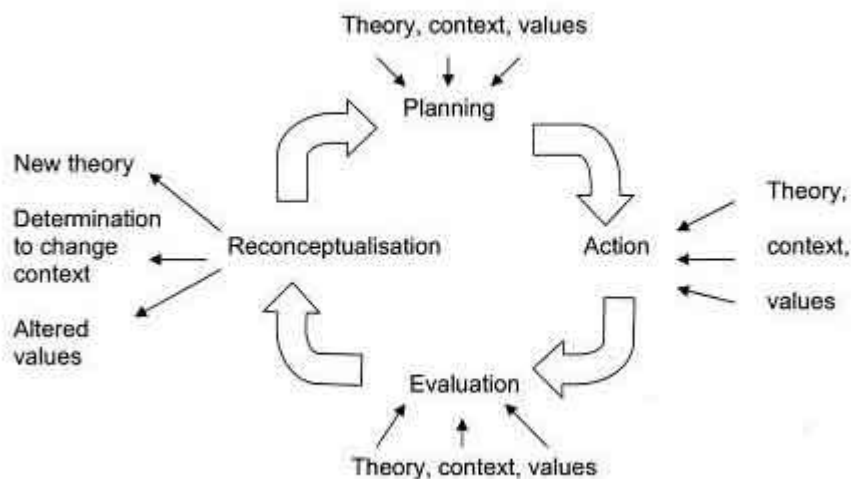 Theory, context, values
Planning
New theory
Determination
to change
context
Altered
values
Reconceptualisation
Action
Theory,
context,
values
Evaluation
Theory, context, values